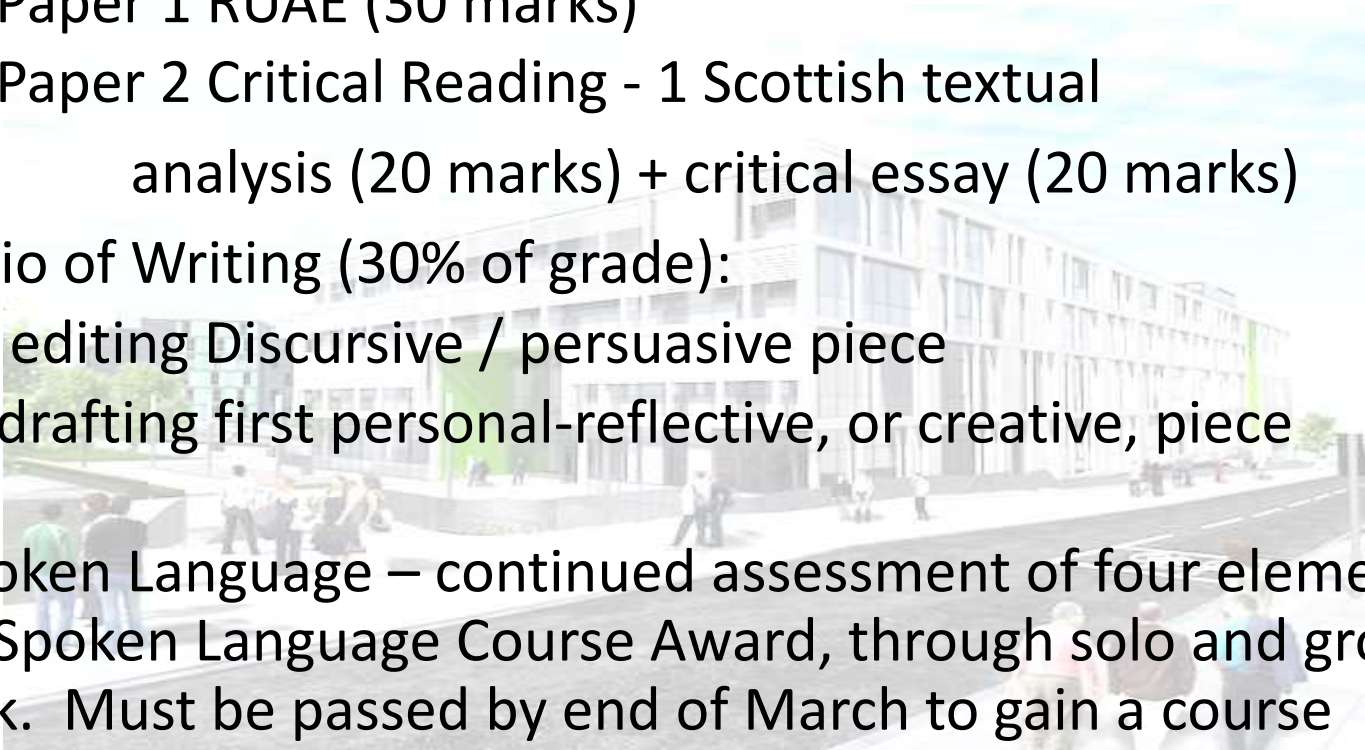 Paper 1 RUAE (30 marks)
Paper 2 Critical Reading - 1 Scottish textual
analysis (20 marks) + critical essay (20 marks)
io of Writing (30% of grade):
editing Discursive / persuasive piece
drafting first personal-reflective, or creative, piece
oken Language – continued assessment of four eleme
Spoken Language Course Award, through solo and gro
k. Must be passed by end of March to gain a course